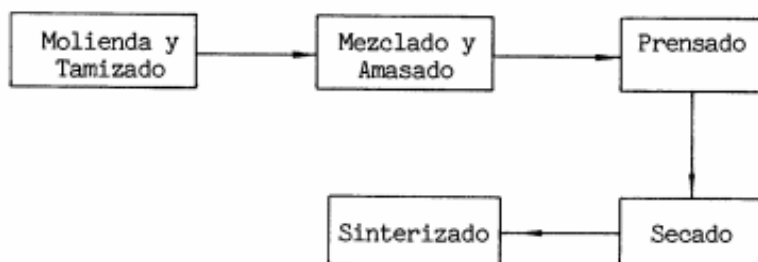 Molienda y
Tamizado
Mezclado y
Amasado
Prensado
Secado
Sinterizado